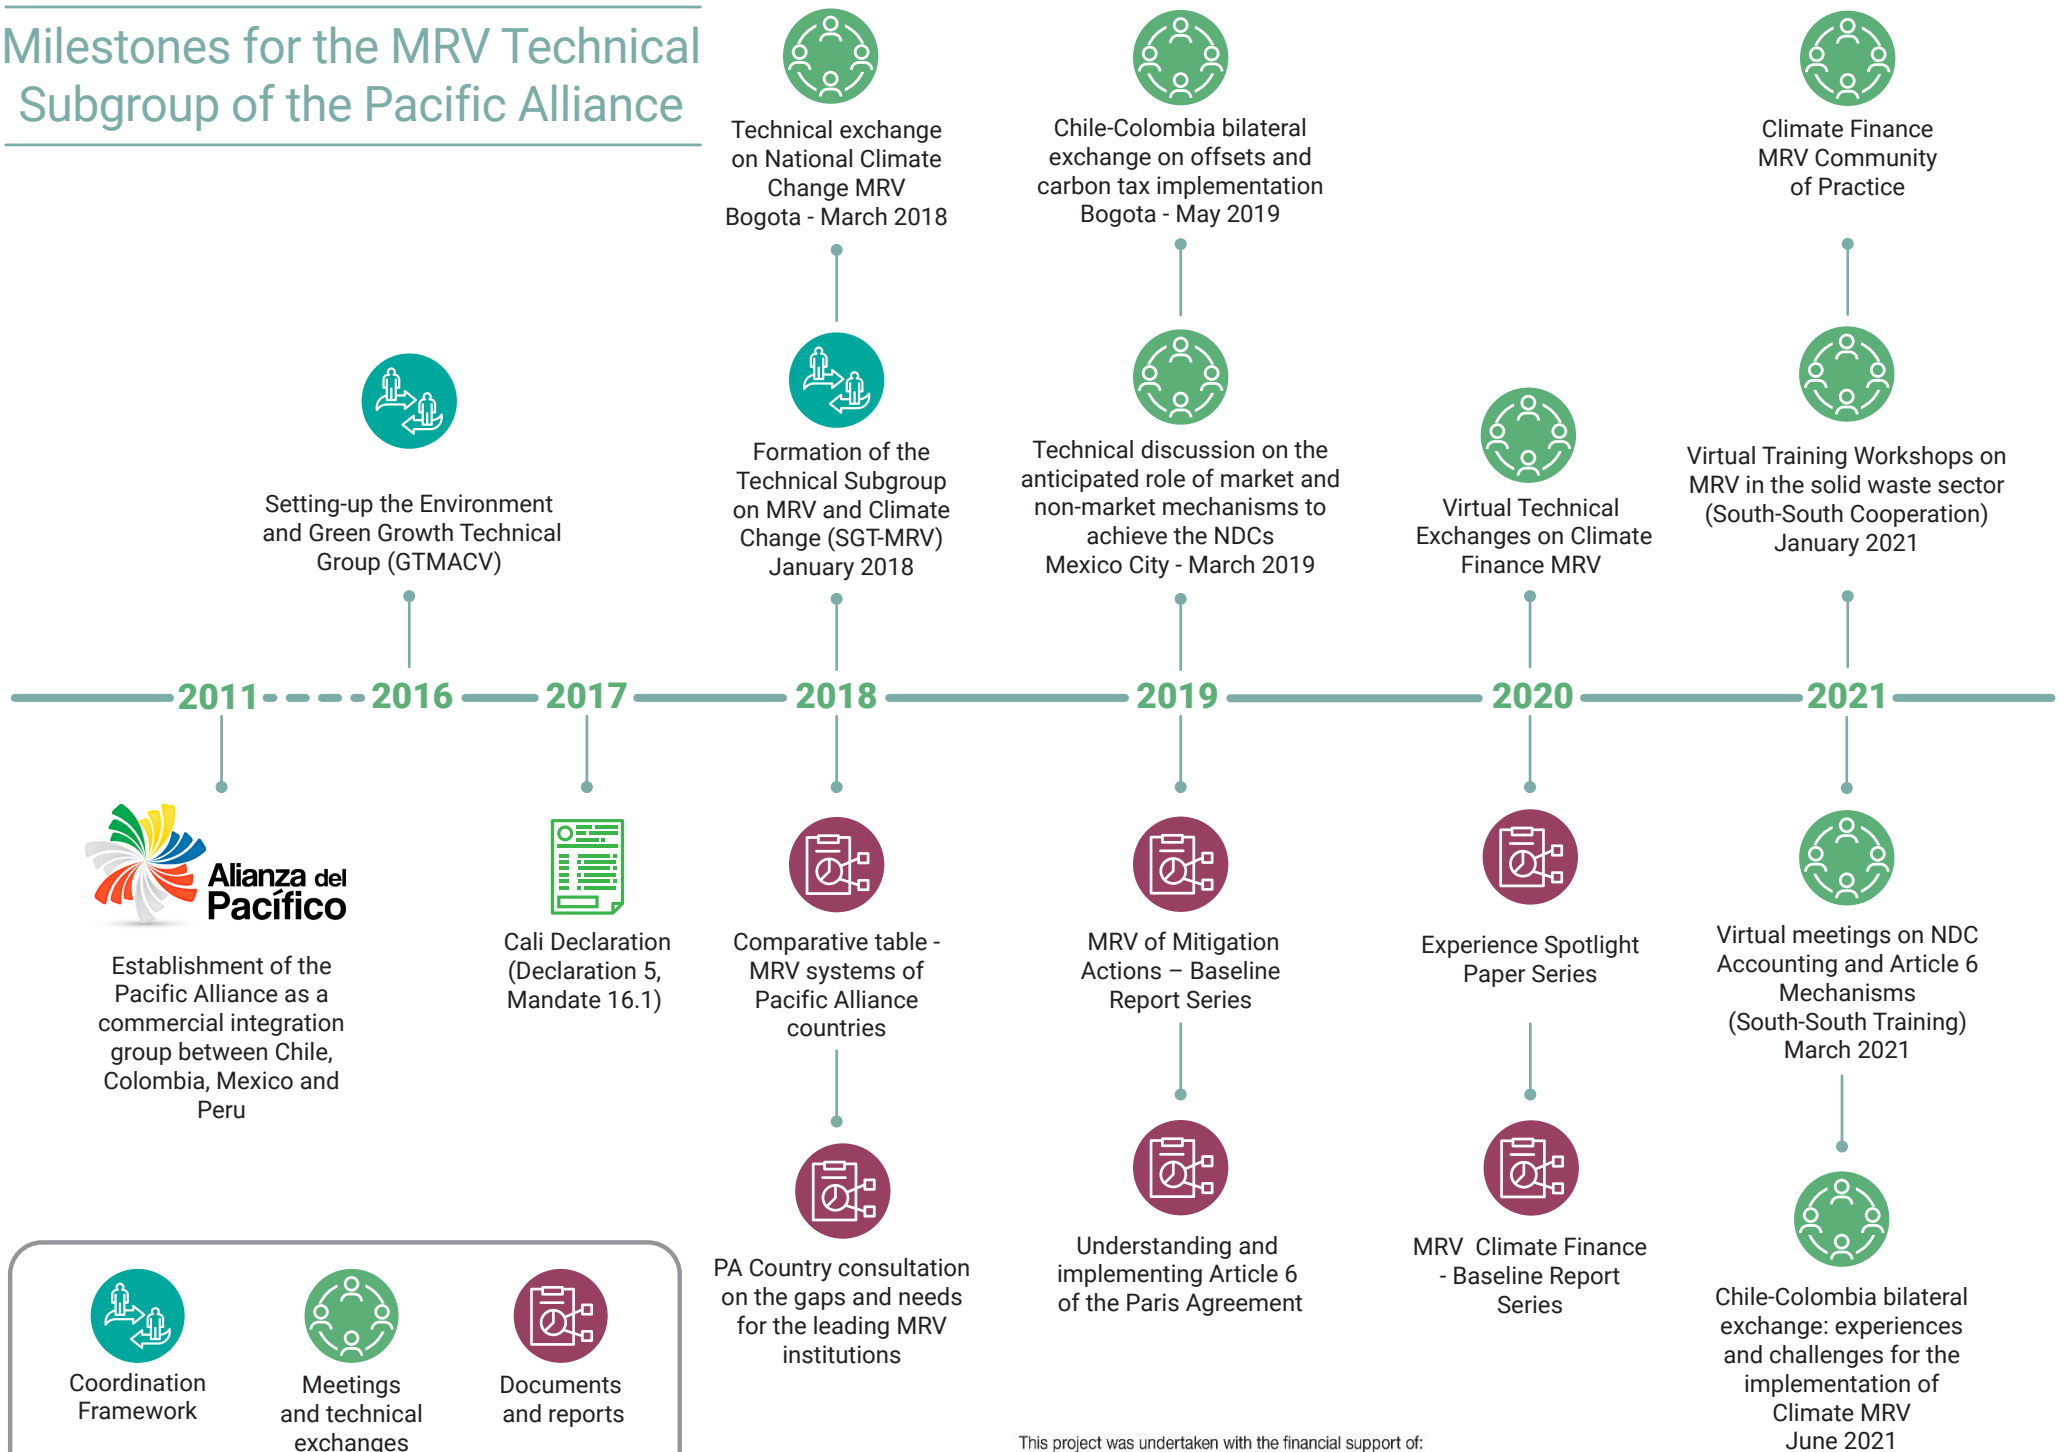 Milestones for the MRV Technical
Subgroup of the Pacific Alliance
Technical exchange
on National Climate
Change MRV
Bogota - March 2018
Chile-Colombia bilateral
exchange on offsets and
carbon tax implementation
Bogota - May 2019
Climate Finance
MRV Community
of Practice
Setting-up the Environment
and Green Growth Technical
Group (GTMACV)
Formation of the
Technical Subgroup
on MRV and Climate
Change (SGT-MRV)
January 2018
Technical discussion on the
anticipated role of market and
non-market mechanisms to
achieve the NDCs
Mexico City - March 2019
Virtual Technical
Exchanges on Climate
Finance MRV
Virtual Training Workshops on
MRV in the solid waste sector
(South-South Cooperation)
January 2021
2011
2016
2017
2018
2019
2020
2021
Alianza del
Pacífico
Establishment of the
Pacific Alliance as a
commercial integration
group between Chile,
Colombia, Mexico and
Peru
Cali Declaration
(Declaration 5,
Mandate 16.1)
Comparative table -
MRV systems of
Pacific Alliance
countries
MRV of Mitigation
Actions – Baseline
Report Series
Experience Spotlight
Paper Series
Virtual meetings on NDC
Accounting and Article 6
Mechanisms
(South-South Training)
March 2021
PA Country consultation
on the gaps and needs
for the leading MRV
institutions
Understanding and
implementing Article 6
of the Paris Agreement
MRV  Climate Finance
- Baseline Report
Series
Chile-Colombia bilateral
exchange: experiences
and challenges for the
implementation of
Climate MRV
June 2021
Coordination
Framework
Meetings
and technical
exchanges
Documents
and reports
This project was undertaken with the financial support of: